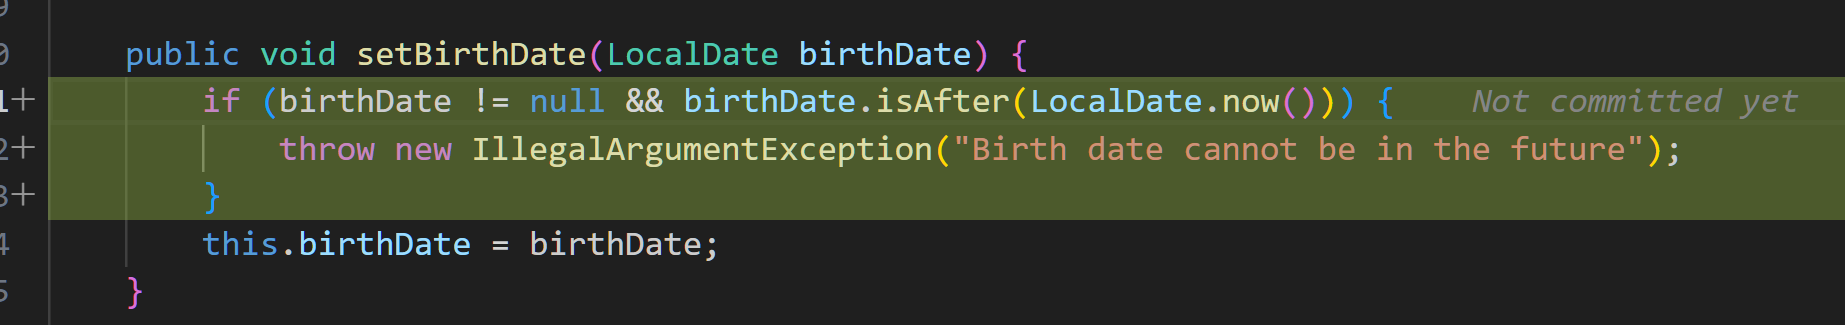 public void setBirthDate(LocalDate birthDate) {
+ if (birthDate != null && birthDate.isAfter(LocalDate.now())) { Not committed yet
+ throw new IllegalArgumentException("Birth date cannot be in the future");
+ }
this.birthDate = birthDate;
}